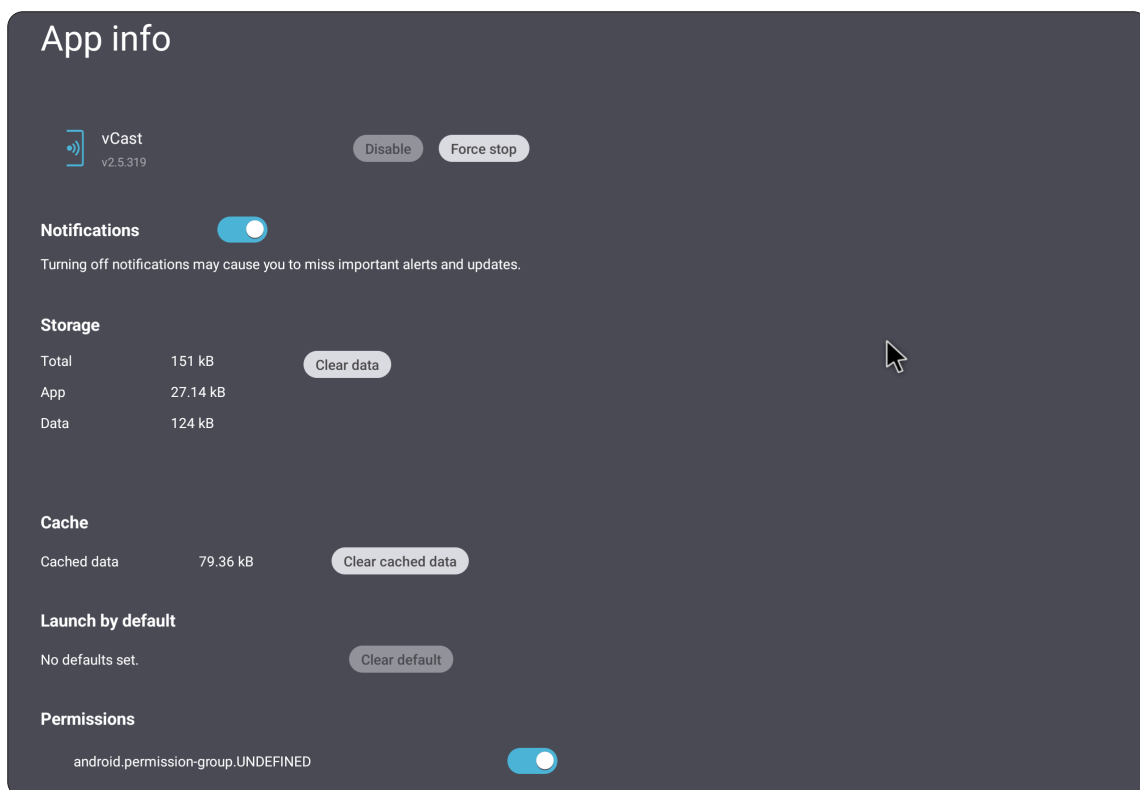 App info
vCast
v2.5.319
Disable
Force stop
Notifications
Turning off notifications may cause you to miss important alerts and updates.
Storage
Total 151 kB
Clear data
App 27.14 kB
Data 124 kB
Cache
Cached data 79.36 kB
Clear cached data
Launch by default
No defaults set.
Clear default
Permissions
android.permission-group.UNDEFINED